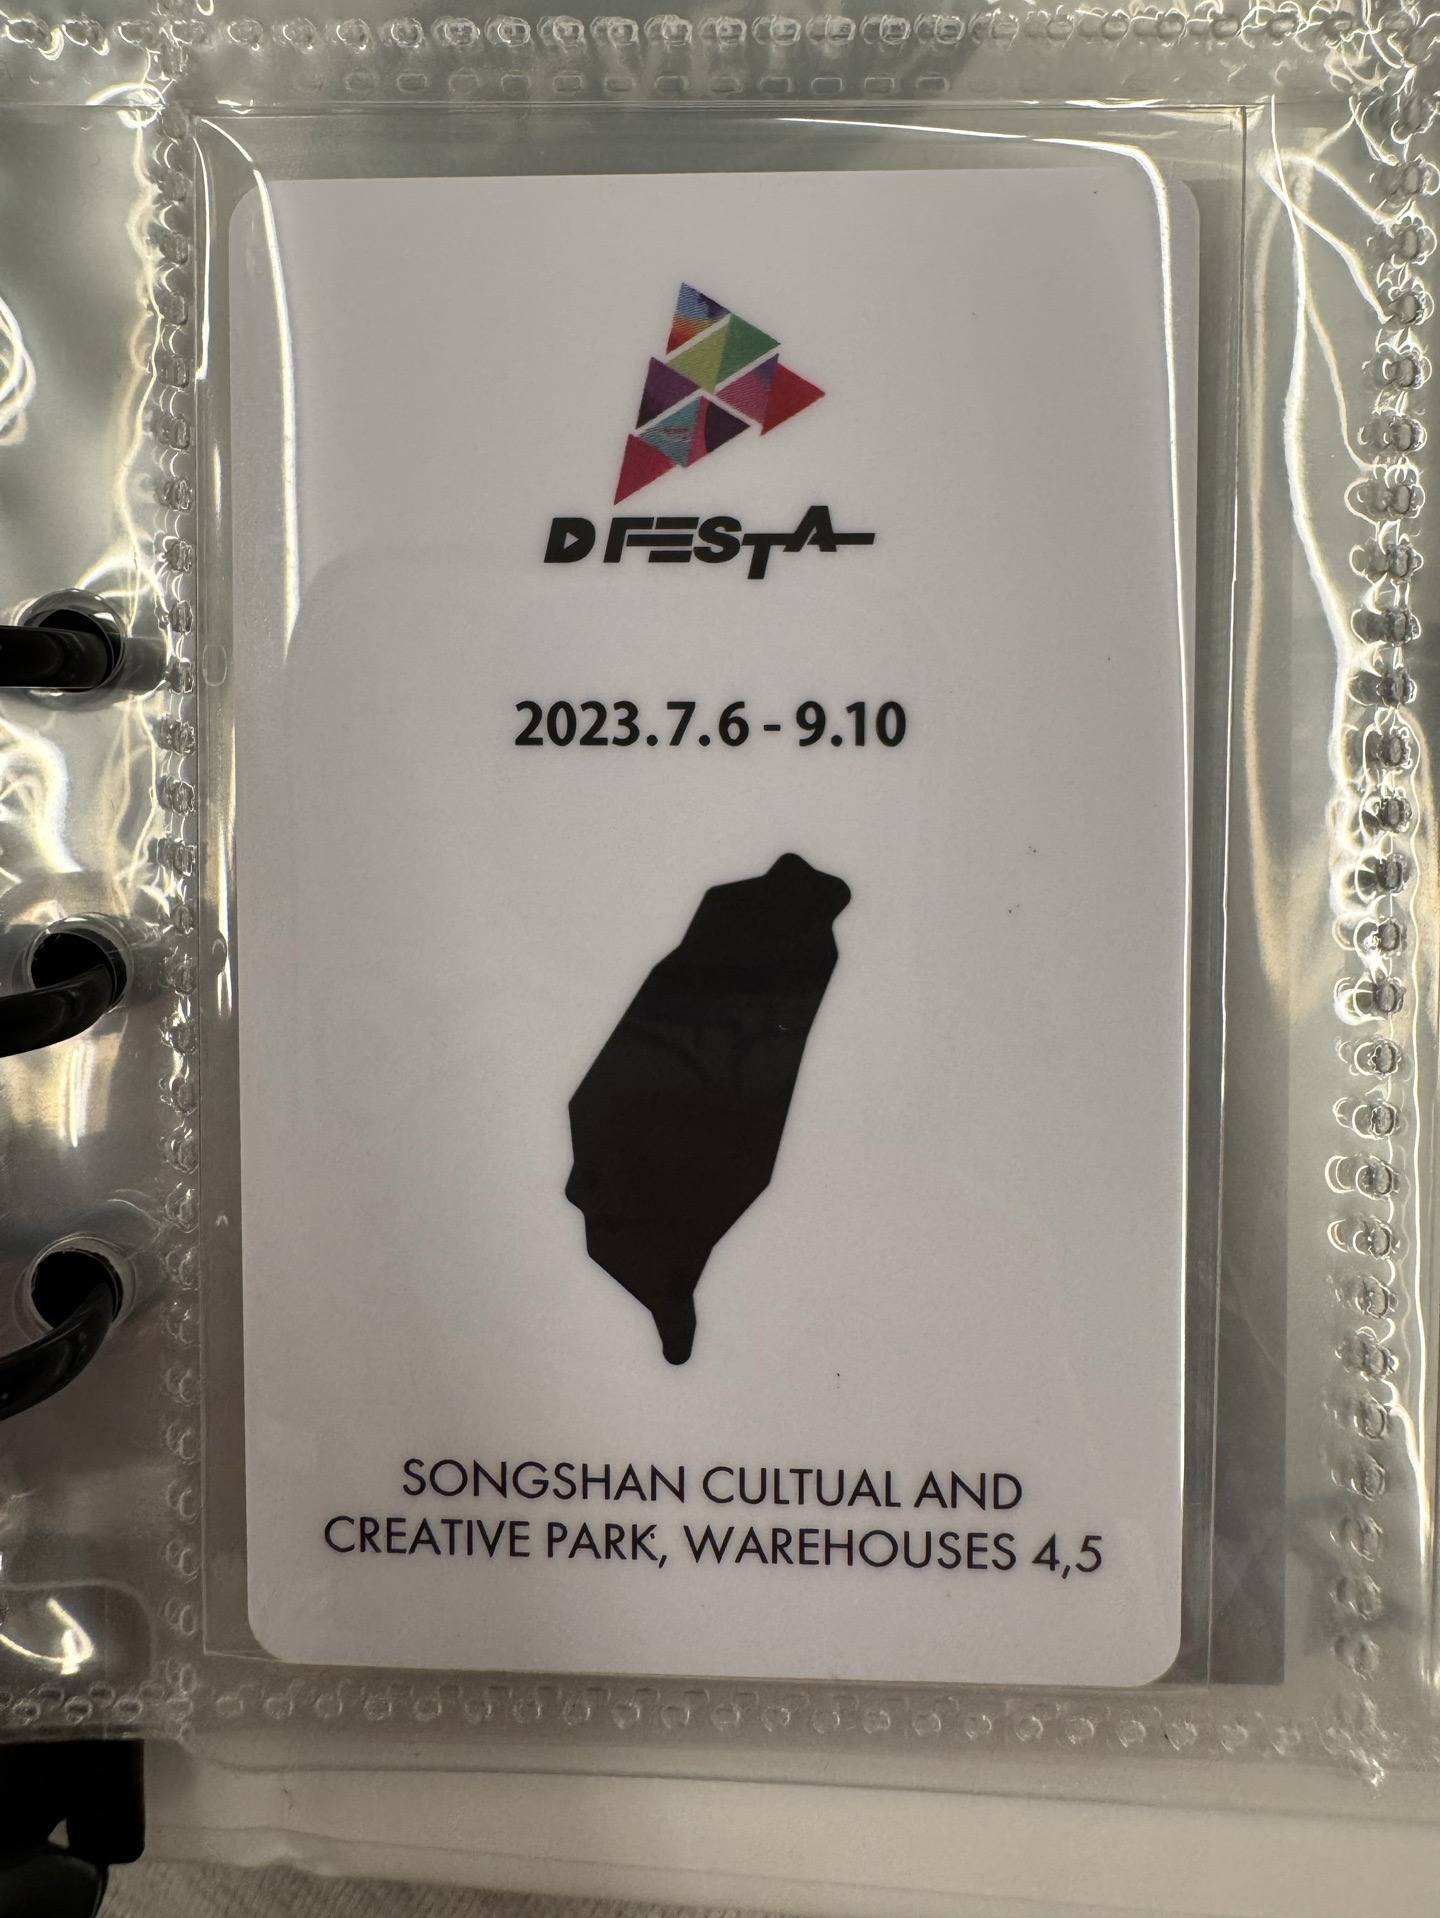 D FESTA
2023.7.6 - 9.10
SONGSHAN CULTUAL AND
CREATIVE PARK, WAREHOUSES 4,5